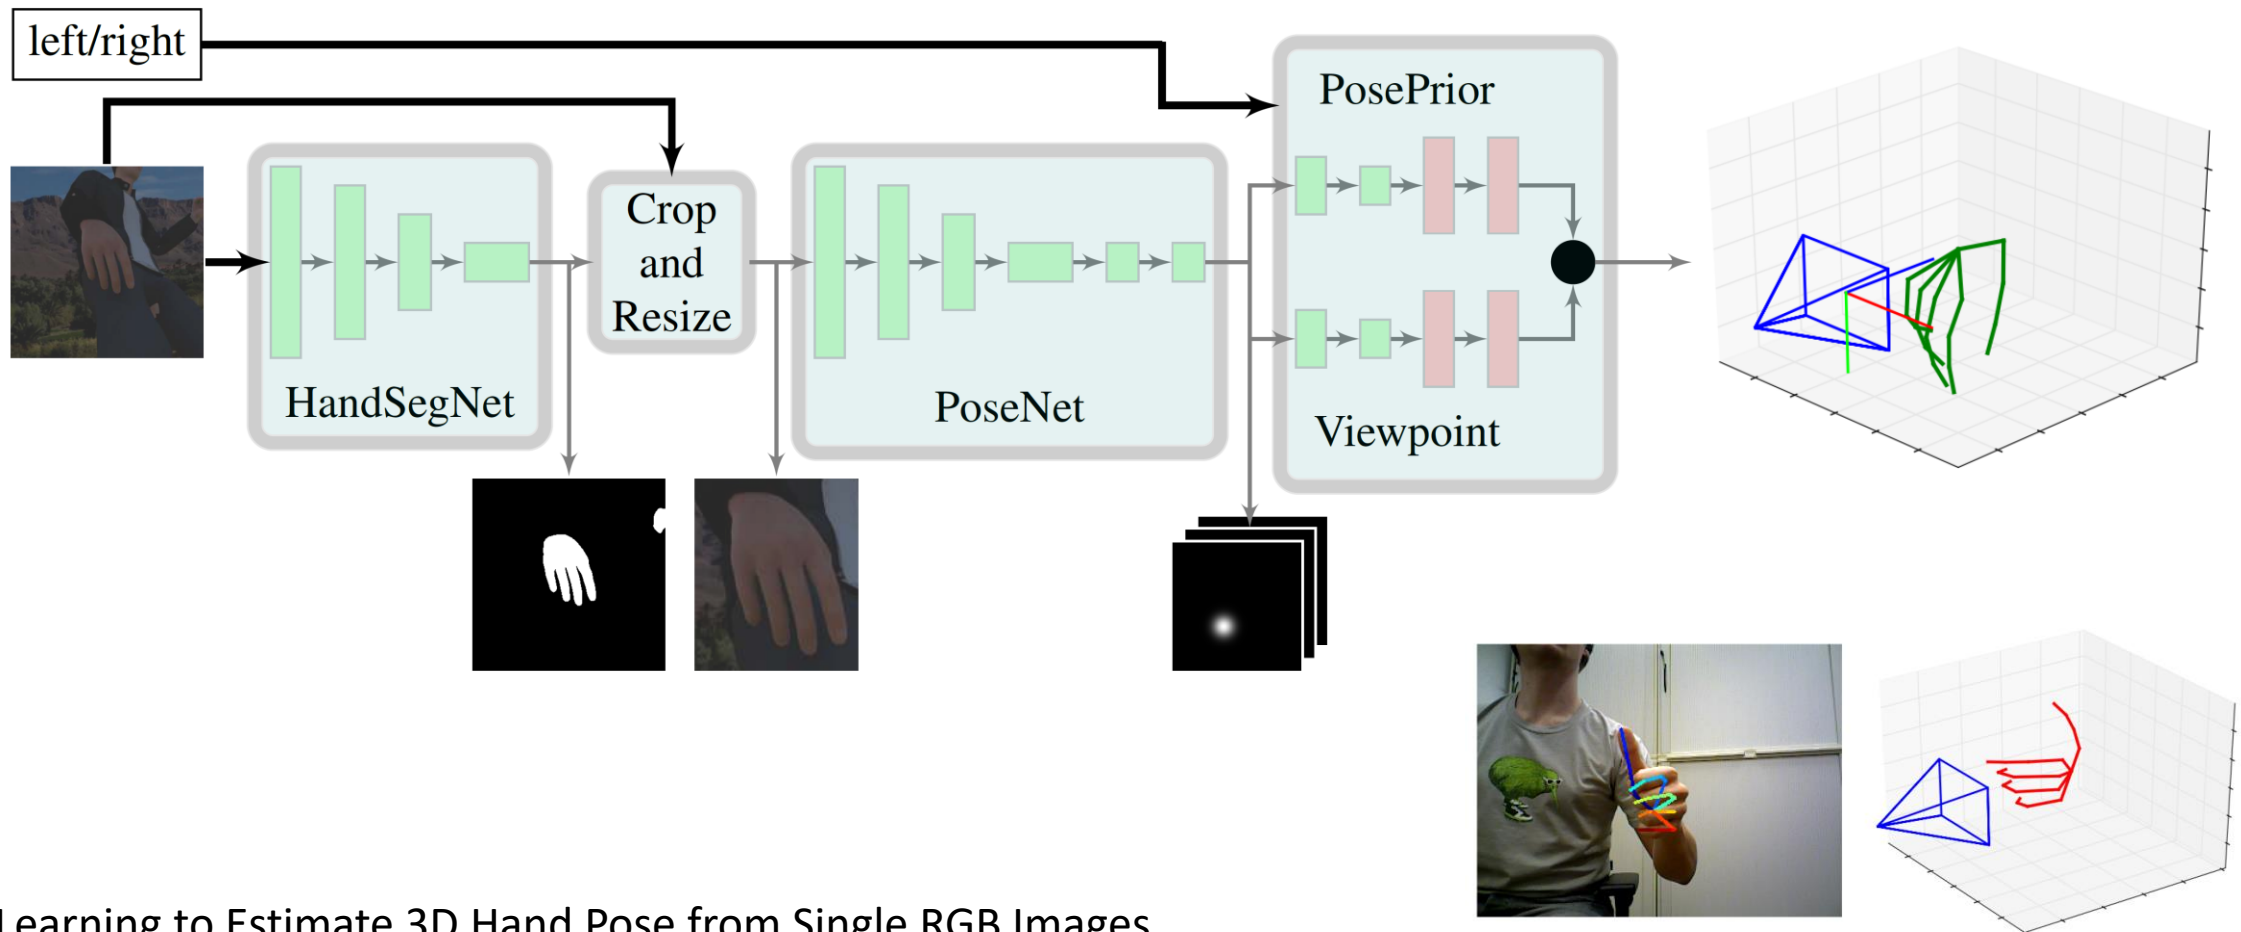 left/right
PosePrior
Crop
and
Resize
HandSegNet
PoseNet
Viewpoint
Learning to Estimate 3D Hand Pose from Single RGB Images